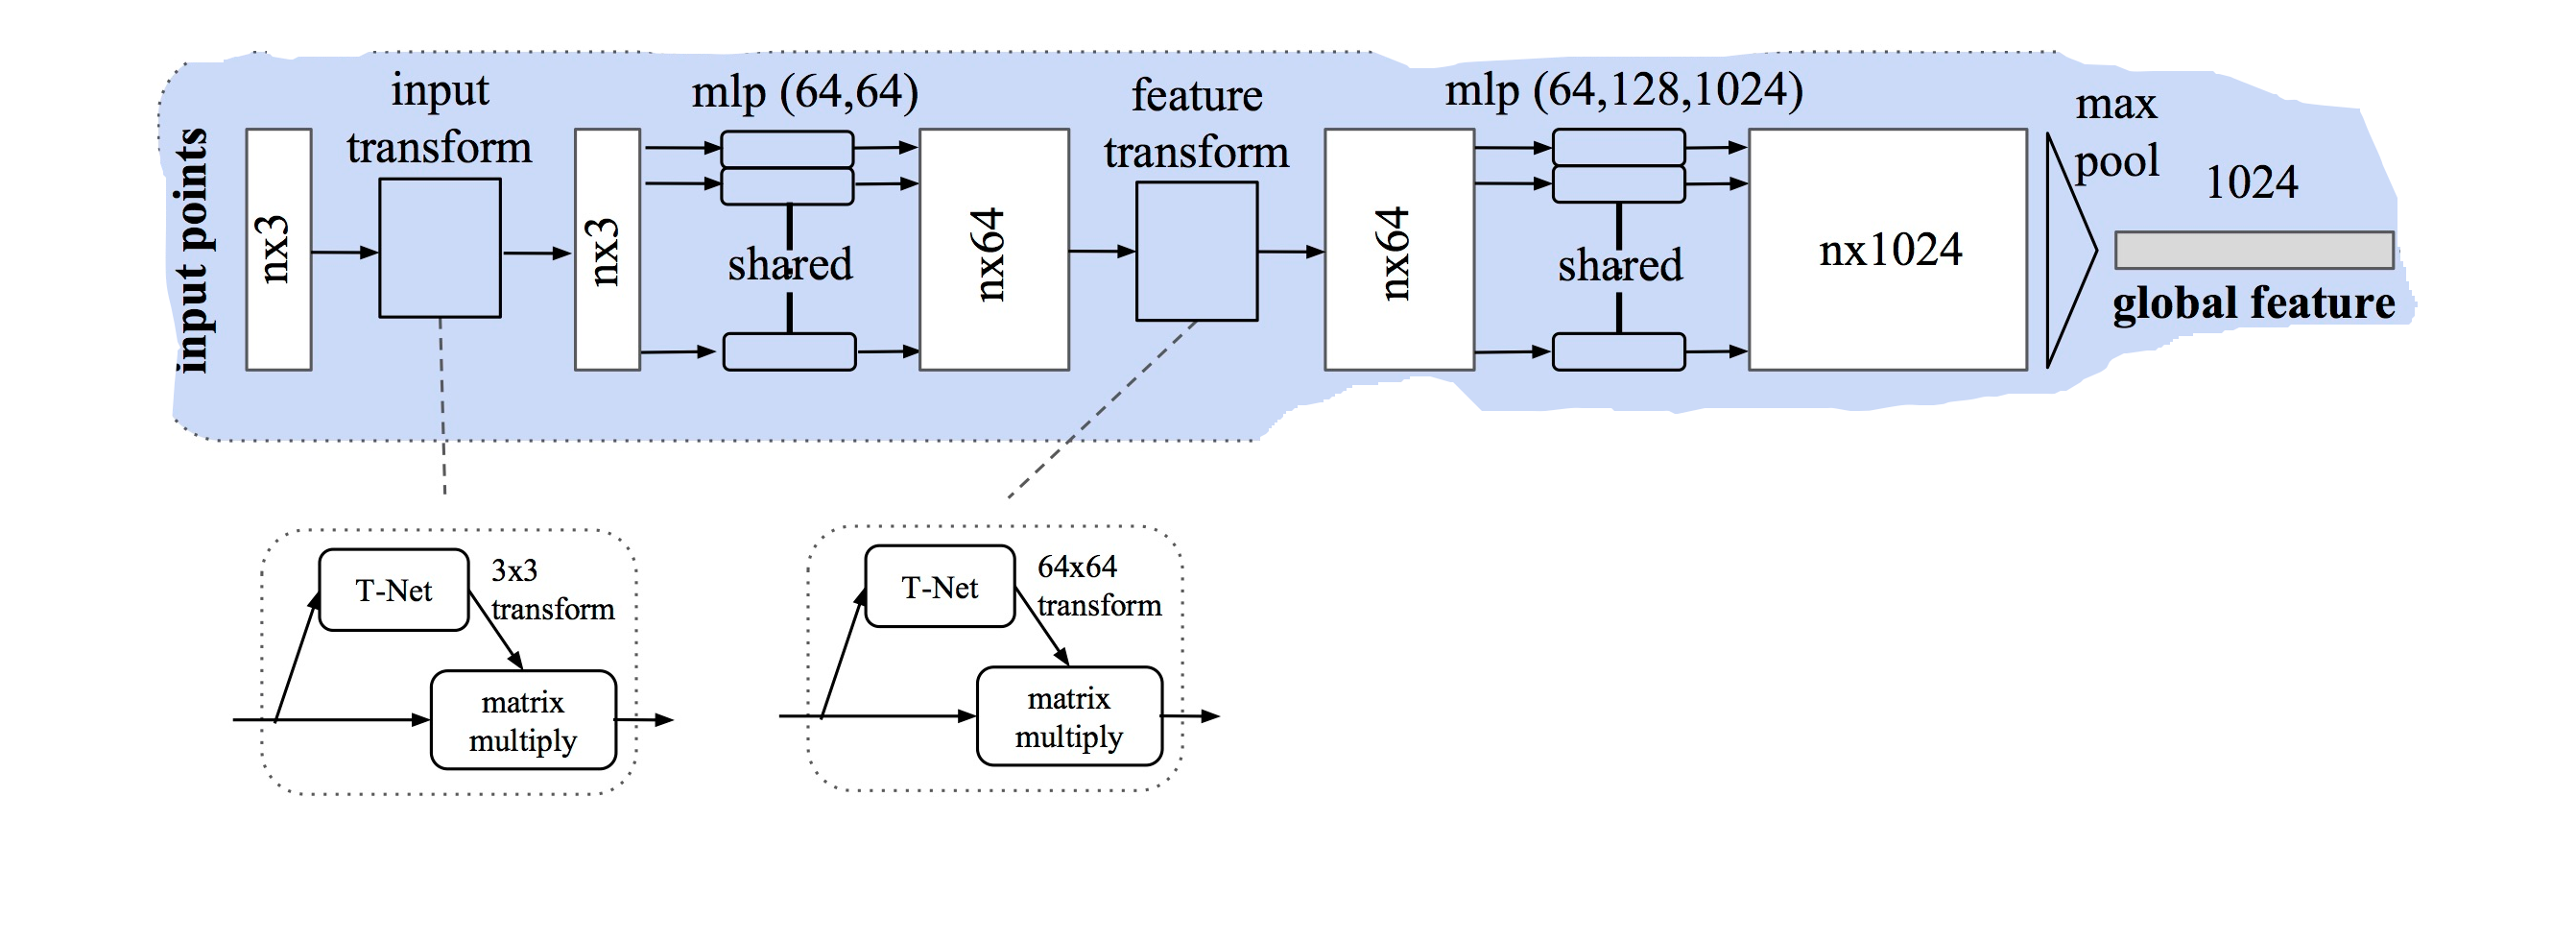 input points
nx3
input
transform
nx3
mlp (64,64)
shared
nx64
feature
transform
nx64
mlp (64,128,1024)
shared
nx1024
max
pool
1024
global feature
T-Net
3x3
transform
matrix
multiply
T-Net
64x64
transform
matrix
multiply